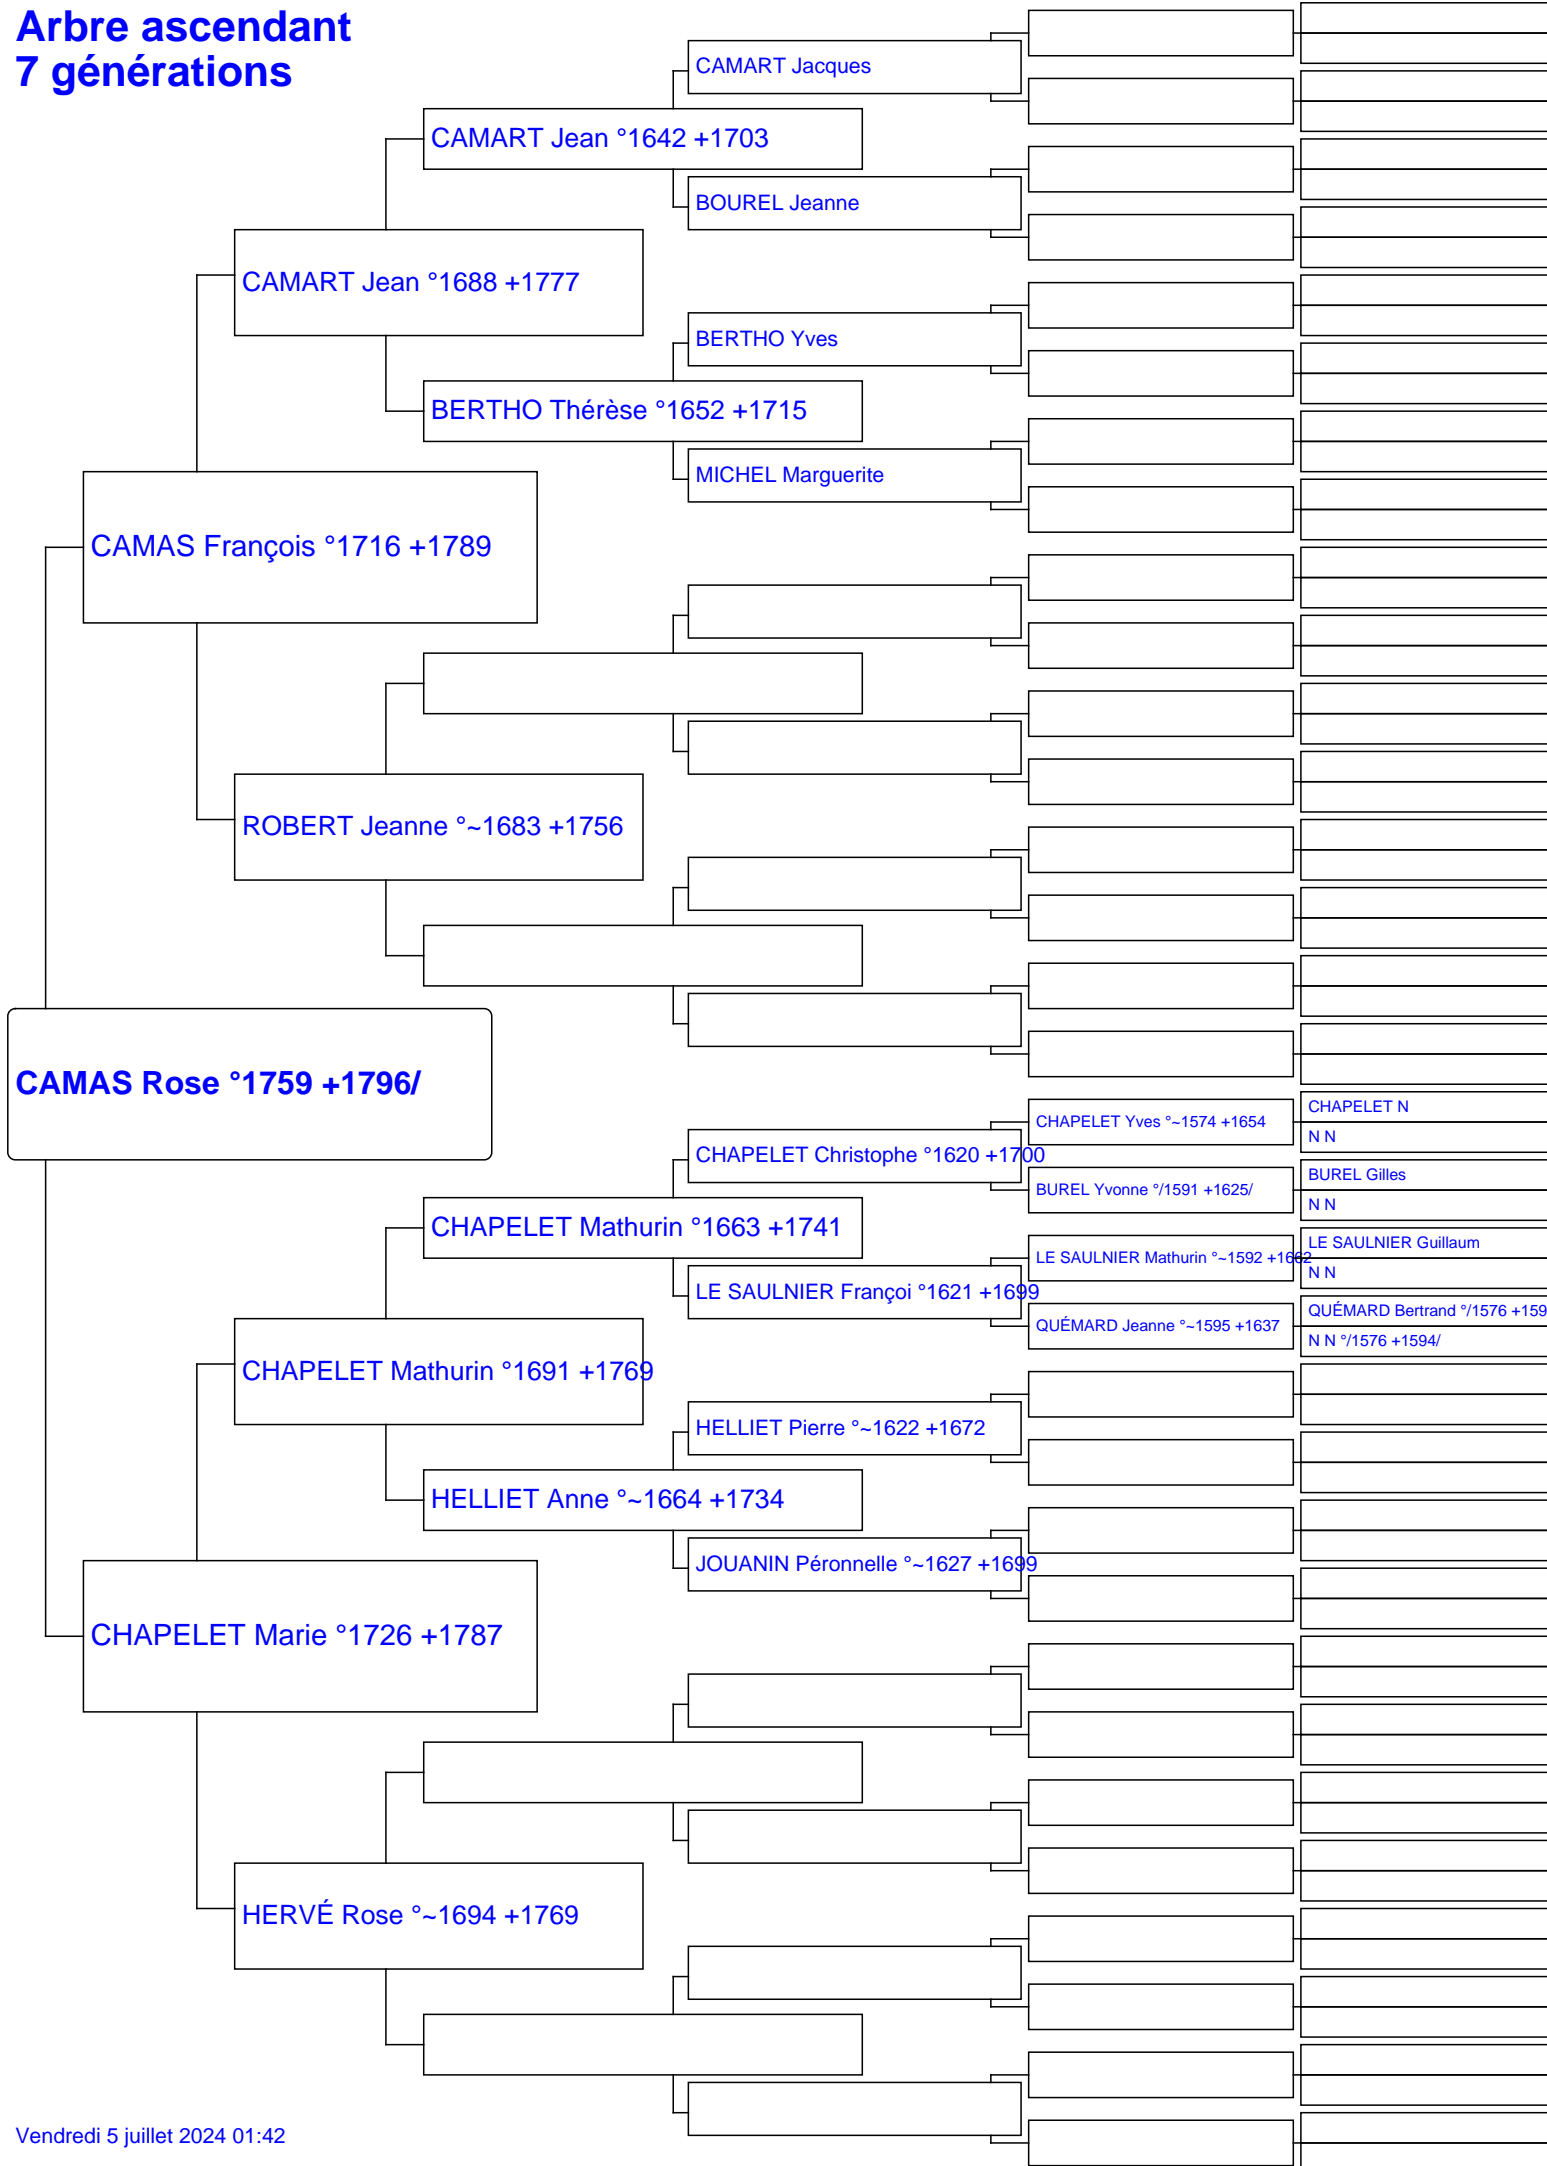 Arbre ascendant
7 générations
CAMART Jacques
CAMART Jean °1642 +1703
BOUREL Jeanne
CAMART Jean °1688 +1777
BERTHO Yves
BERTHO Thérèse °1652 +1715
MICHEL Marguerite
CAMAS François °1716 +1789
ROBERT Jeanne °~1683 +1756
CAMAS Rose °1759 +1796/
CHAPELET N
CHAPELET Yves °~1574 +1654
N N
CHAPELET Christophe °1620 +1700
BUREL Gilles
BUREL Yvonne °/1591 +1625/
N N
CHAPELET Mathurin °1663 +1741
LE SAULNIER Guillaum
LE SAULNIER Mathurin °~1592 +1662
N N
LE SAULNIER Françoi °1621 +1699
QUÉMARD Bertrand °/1576 +159
QUÉMARD Jeanne °~1595 +1637
N N °/1576 +1594/
CHAPELET Mathurin °1691 +1769
HELLIET Pierre °~1622 +1672
HELLIET Anne °~1664 +1734
JOUANIN Péronnelle °~1627 +1699
CHAPELET Marie °1726 +1787
HERVÉ Rose °~1694 +1769
Vendredi 5 juillet 2024 01:42